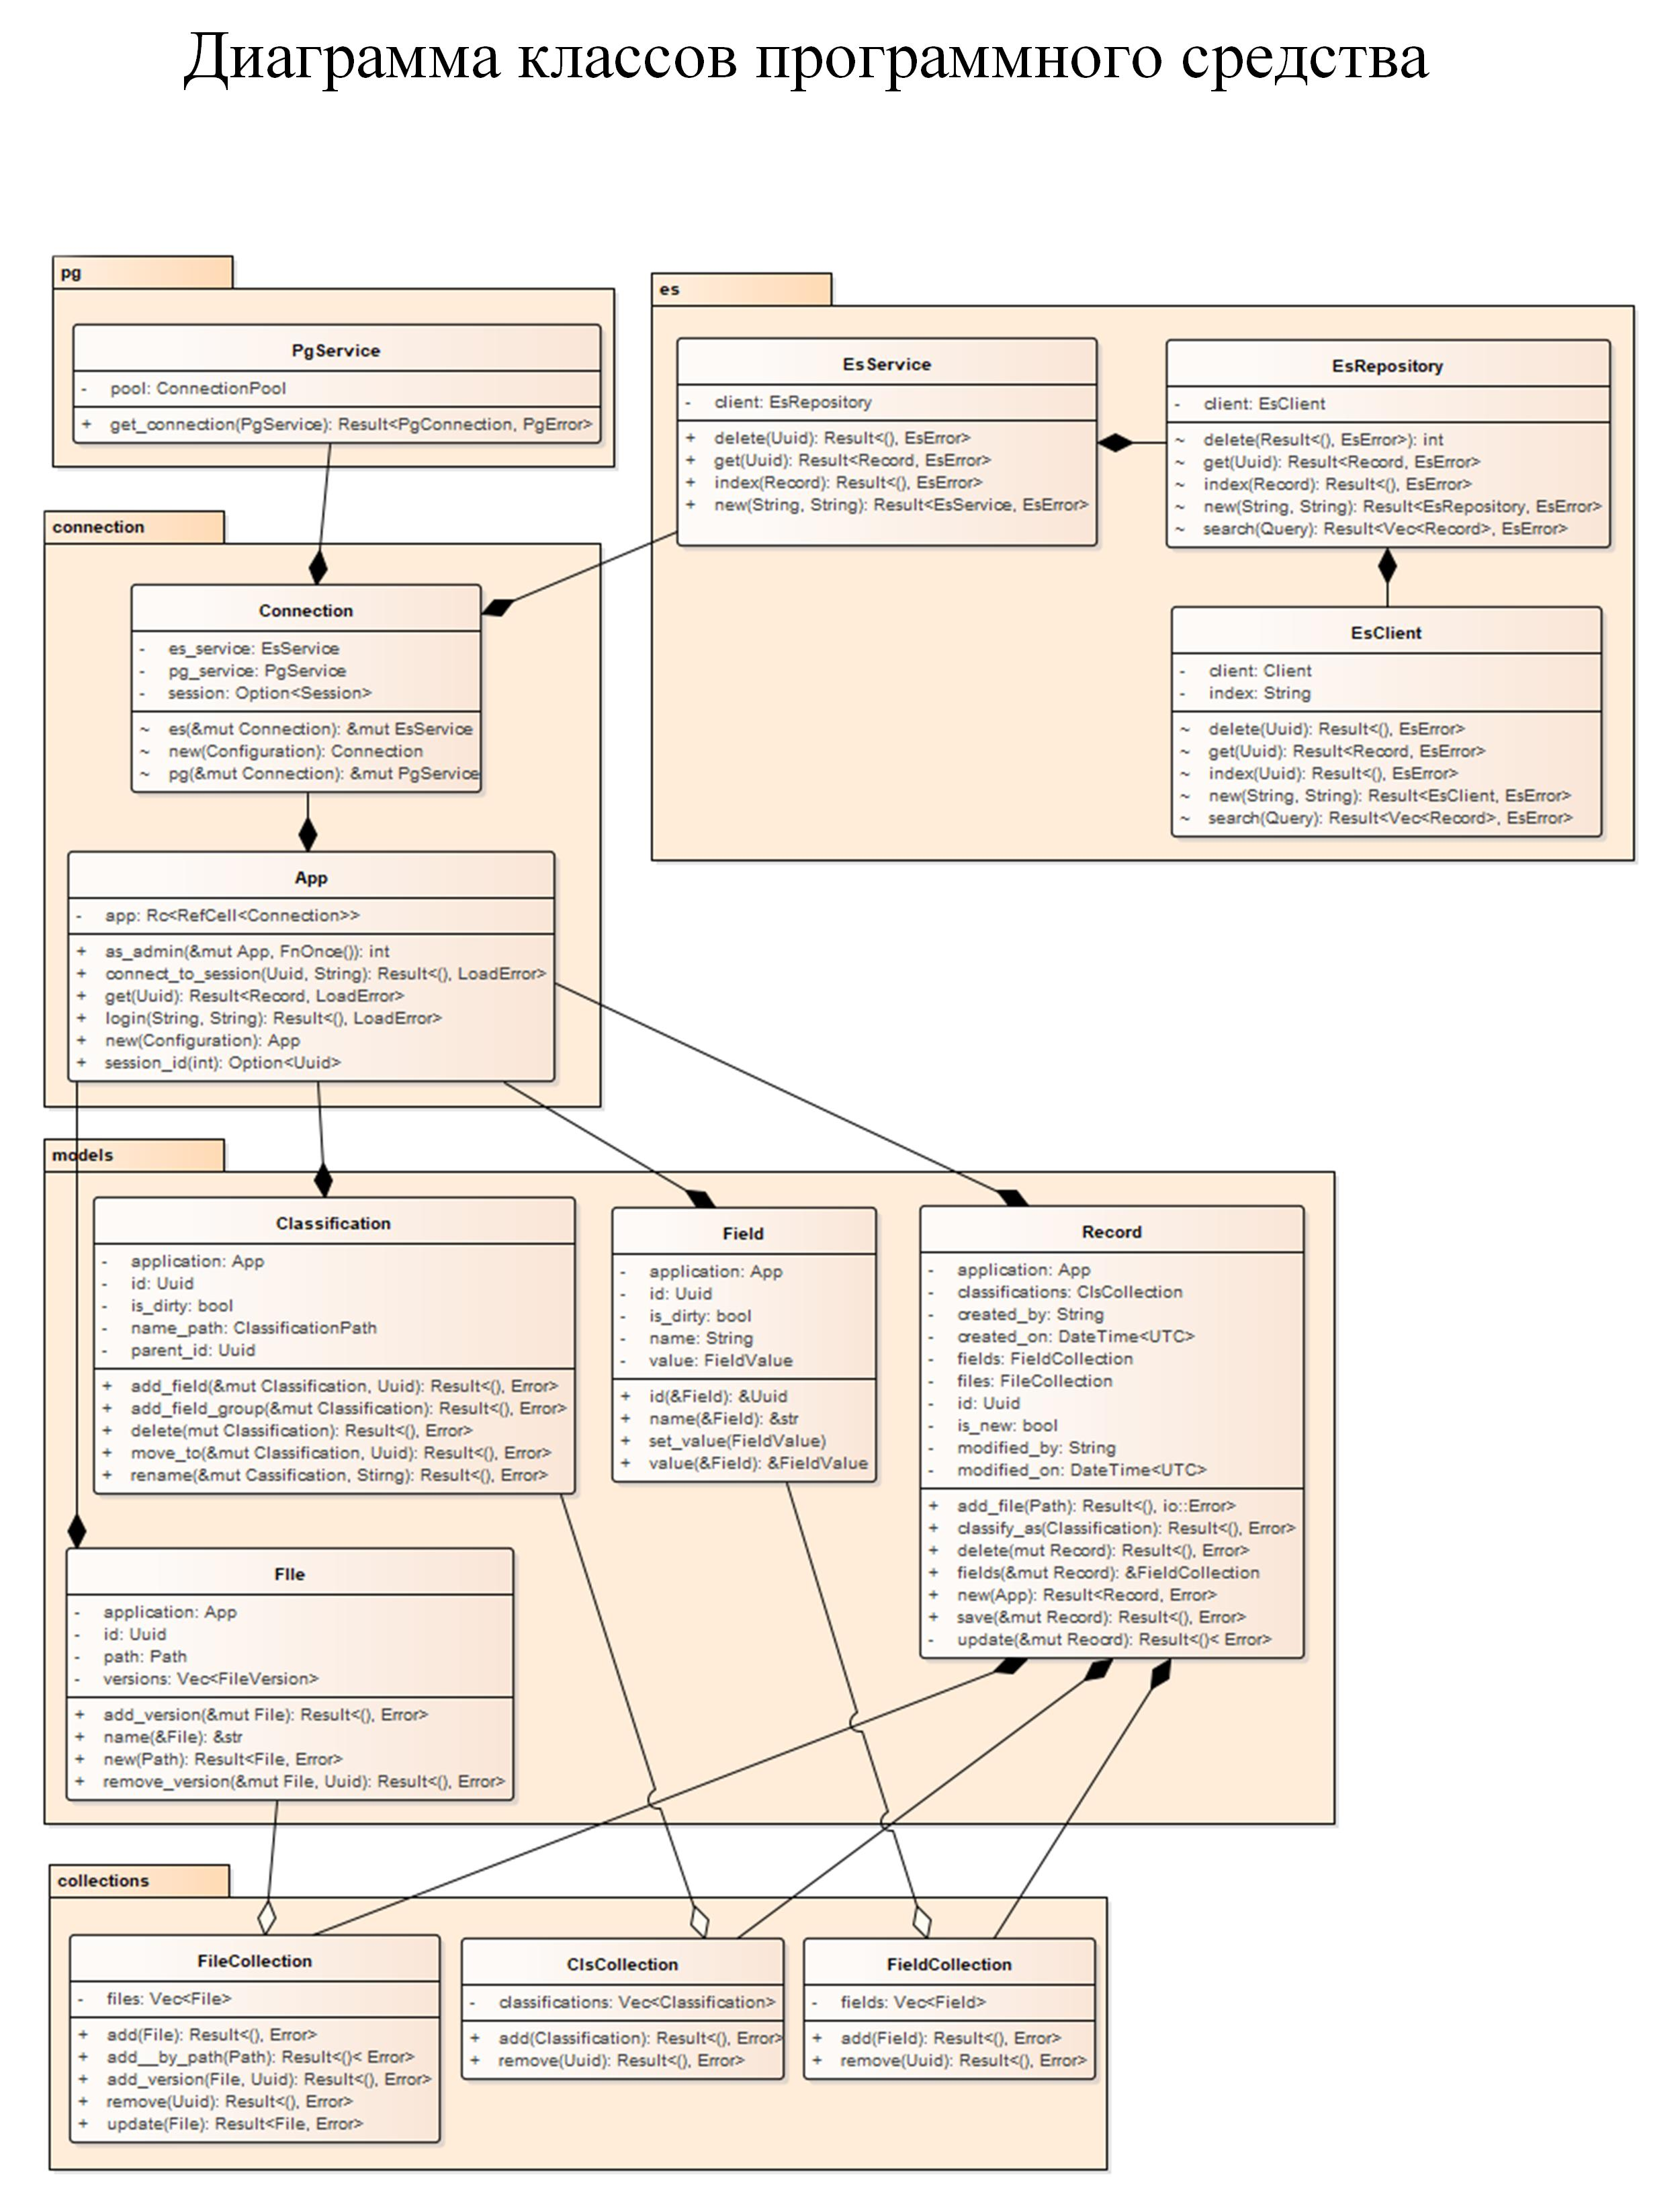 Диаграмма классов программного средства
pg
PgService
- pool: ConnectionPool
+ get_connection(PgService): Result<PgConnection, PgError>
es
EsService
- client: EsRepository
+ delete(Uuid): Result<(), EsError>
+ get(Uuid): Result<Record, EsError>
+ index(Record): Result<(), EsError>
+ new(String, String): Result<EsService, EsError>
EsRepository
- client: EsClient
~ delete(Result<(), EsError>): int
~ get(Uuid): Result<Record, EsError>
~ index(Record): Result<(), EsError>
~ new(String, String): Result<EsRepository, EsError>
~ search(Query): Result<Vec<Record>, EsError>
EsClient
- client: Client
- index: String
~ delete(Uuid): Result<(), EsError>
~ get(Uuid): Result<Record, EsError>
~ index(Uuid): Result<(), EsError>
~ new(String, String): Result<EsClient, EsError>
~ search(Query): Result<Vec<Record>, EsError>
connection
Connection
- es_service: EsService
- pg_service: PgService
- session: Option<Session>
~ es(&mut Connection): &mut EsService
~ new(Configuration): Connection
~ pg(&mut Connection): &mut PgService
App
- app: Rc<RefCell<Connection>>
+ as_admin(&mut App, FnOnce()): int
+ connect_to_session(Uuid, String): Result<(), LoadError>
+ get(Uuid): Result<Record, LoadError>
+ login(String, String): Result<(), LoadError>
+ new(Configuration): App
+ session_id(int): Option<Uuid>
models
Classification
- application: App
- id: Uuid
- is_dirty: bool
- name_path: ClassificationPath
- parent_id: Uuid
+ add_field(&mut Classification, Uuid): Result<(), Error>
+ add_field_group(&mut Classification): Result<(), Error>
+ delete(mut Classification): Result<(), Error>
+ move_to(&mut Classification, Uuid): Result<(), Error>
+ rename(&mut Cassification, Stirng): Result<(), Error>
Field
- application: App
- id: Uuid
- is_dirty: bool
- name: String
- value: FieldValue
+ id(&Field): &Uuid
+ name(&Field): &str
+ set_value(FieldValue)
+ value(&Field): &FieldValue
Record
- application: App
- classifications: ClsCollection
- created_by: String
- created_on: DateTime<UTC>
- fields: FieldCollection
- files: FileCollection
- id: Uuid
- is_new: bool
- modified_by: String
- modified_on: DateTime<UTC>
+ add_file(Path): Result<(), io::Error>
+ classify_as(Classification): Result<(), Error>
+ delete(mut Record): Result<(), Error>
+ fields(&mut Record): &FieldCollection
+ new(App): Result<Record, Error>
+ save(&mut Record): Result<(), Error>
- update(&mut Reoord): Result<()< Error>
FIle
- application: App
- id: Uuid
- path: Path
- versions: Vec<FileVersion>
+ add_version(&mut File): Result<(), Error>
+ name(&File): &str
+ new(Path): Result<File, Error>
+ remove_version(&mut File, Uuid): Result<(), Error>
collections
FileCollection
- files: Vec<File>
+ add(File): Result<(), Error>
+ add__by_path(Path): Result<()< Error>
+ add_version(File, Uuid): Result<(), Error>
+ remove(Uuid): Result<(), Error>
+ update(File): Result<File, Error>
ClsCollection
- classifications: Vec<Classification>
+ add(Classification): Result<(), Error>
+ remove(Uuid): Result<(), Error>
FieldCollection
- fields: Vec<Field>
+ add(Field): Result<(), Error>
+ remove(Uuid): Result<(), Error>